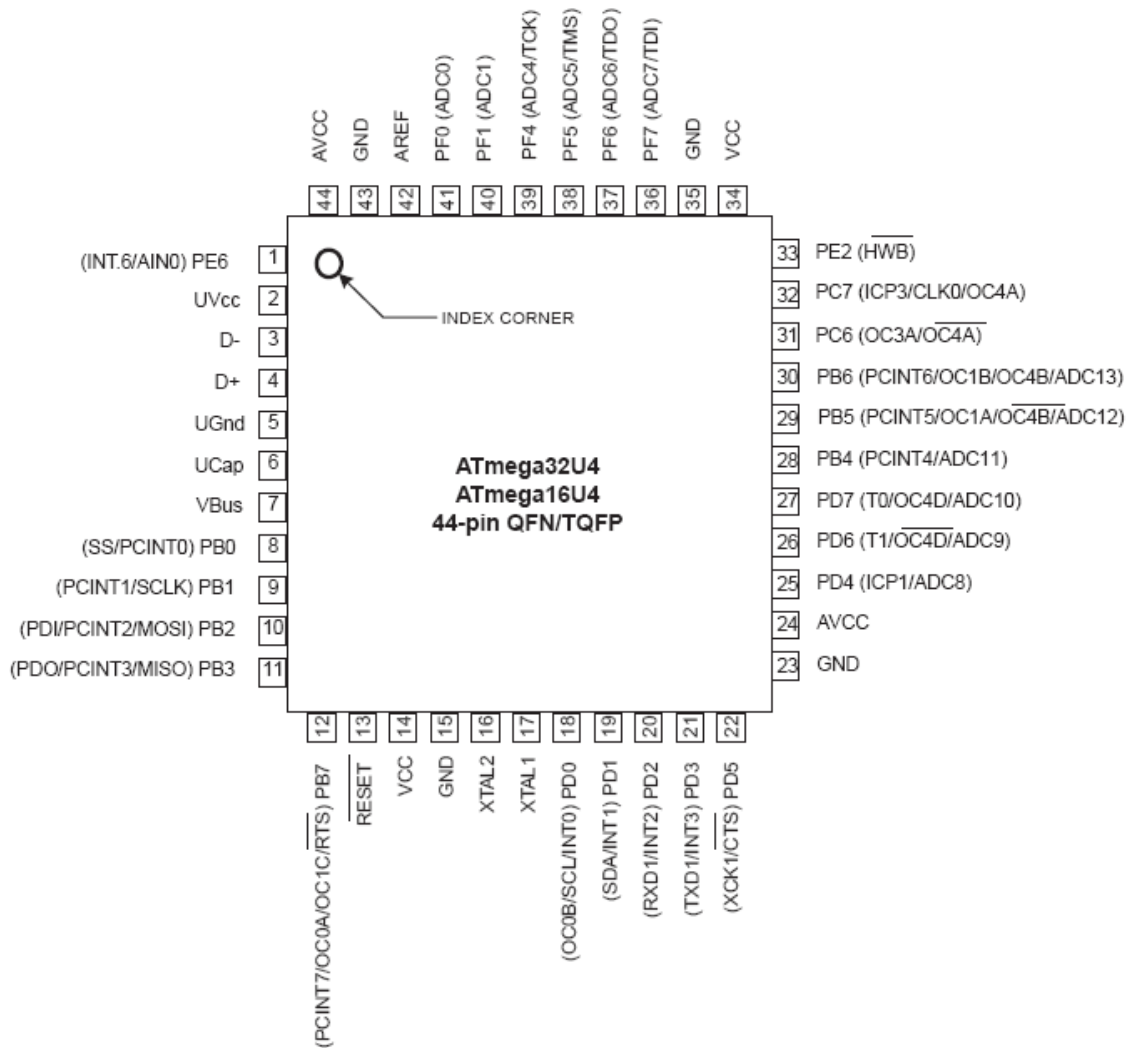 AVCC
GND
AREF
PF0 (ADC0)
PF1 (ADC1)
PF4 (ADC4/TCK)
PF5 (ADC5/TMS)
PF6 (ADC6/TDO)
PF7 (ADC7/TDI)
GND
VCC
44
43
42
41
40
39
38
37
36
35
34
(INT.6/AIN0) PE6
1
UVcc
2
D-
3
D+
4
UGnd
5
UCap
6
VBus
7
(SS/PCINT0) PB0
8
(PCINT1/SCLK) PB1
9
(PDI/PCINT2/MOSI) PB2
10
(PDO/PCINT3/MISO) PB3
11
INDEX CORNER
ATmega32U4
ATmega16U4
44-pin QFN/TQFP
33
PE2 (HWB)
32
PC7 (ICP3/CLK0/OC4A)
31
PC6 (OC3A/OC4A)
30
PB6 (PCINT6/OC1B/OC4B/ADC13)
29
PB5 (PCINT5/OC1A/OC4B/ADC12)
28
PB4 (PCINT4/ADC11)
27
PD7 (T0/OC4D/ADC10)
26
PD6 (T1/OC4D/ADC9)
25
PD4 (ICP1/ADC8)
24
AVCC
23
GND
12
13
14
15
16
17
18
19
20
21
22
(PCINT7/OC0A/OC1C/RTS) PB7
RESET
VCC
GND
XTAL2
XTAL1
(OC0B/SCL/INT0) PD0
(SDA/INT1) PD1
(RXD1/INT2) PD2
(TXD1/INT3) PD3
(XCK1/CTS) PD5